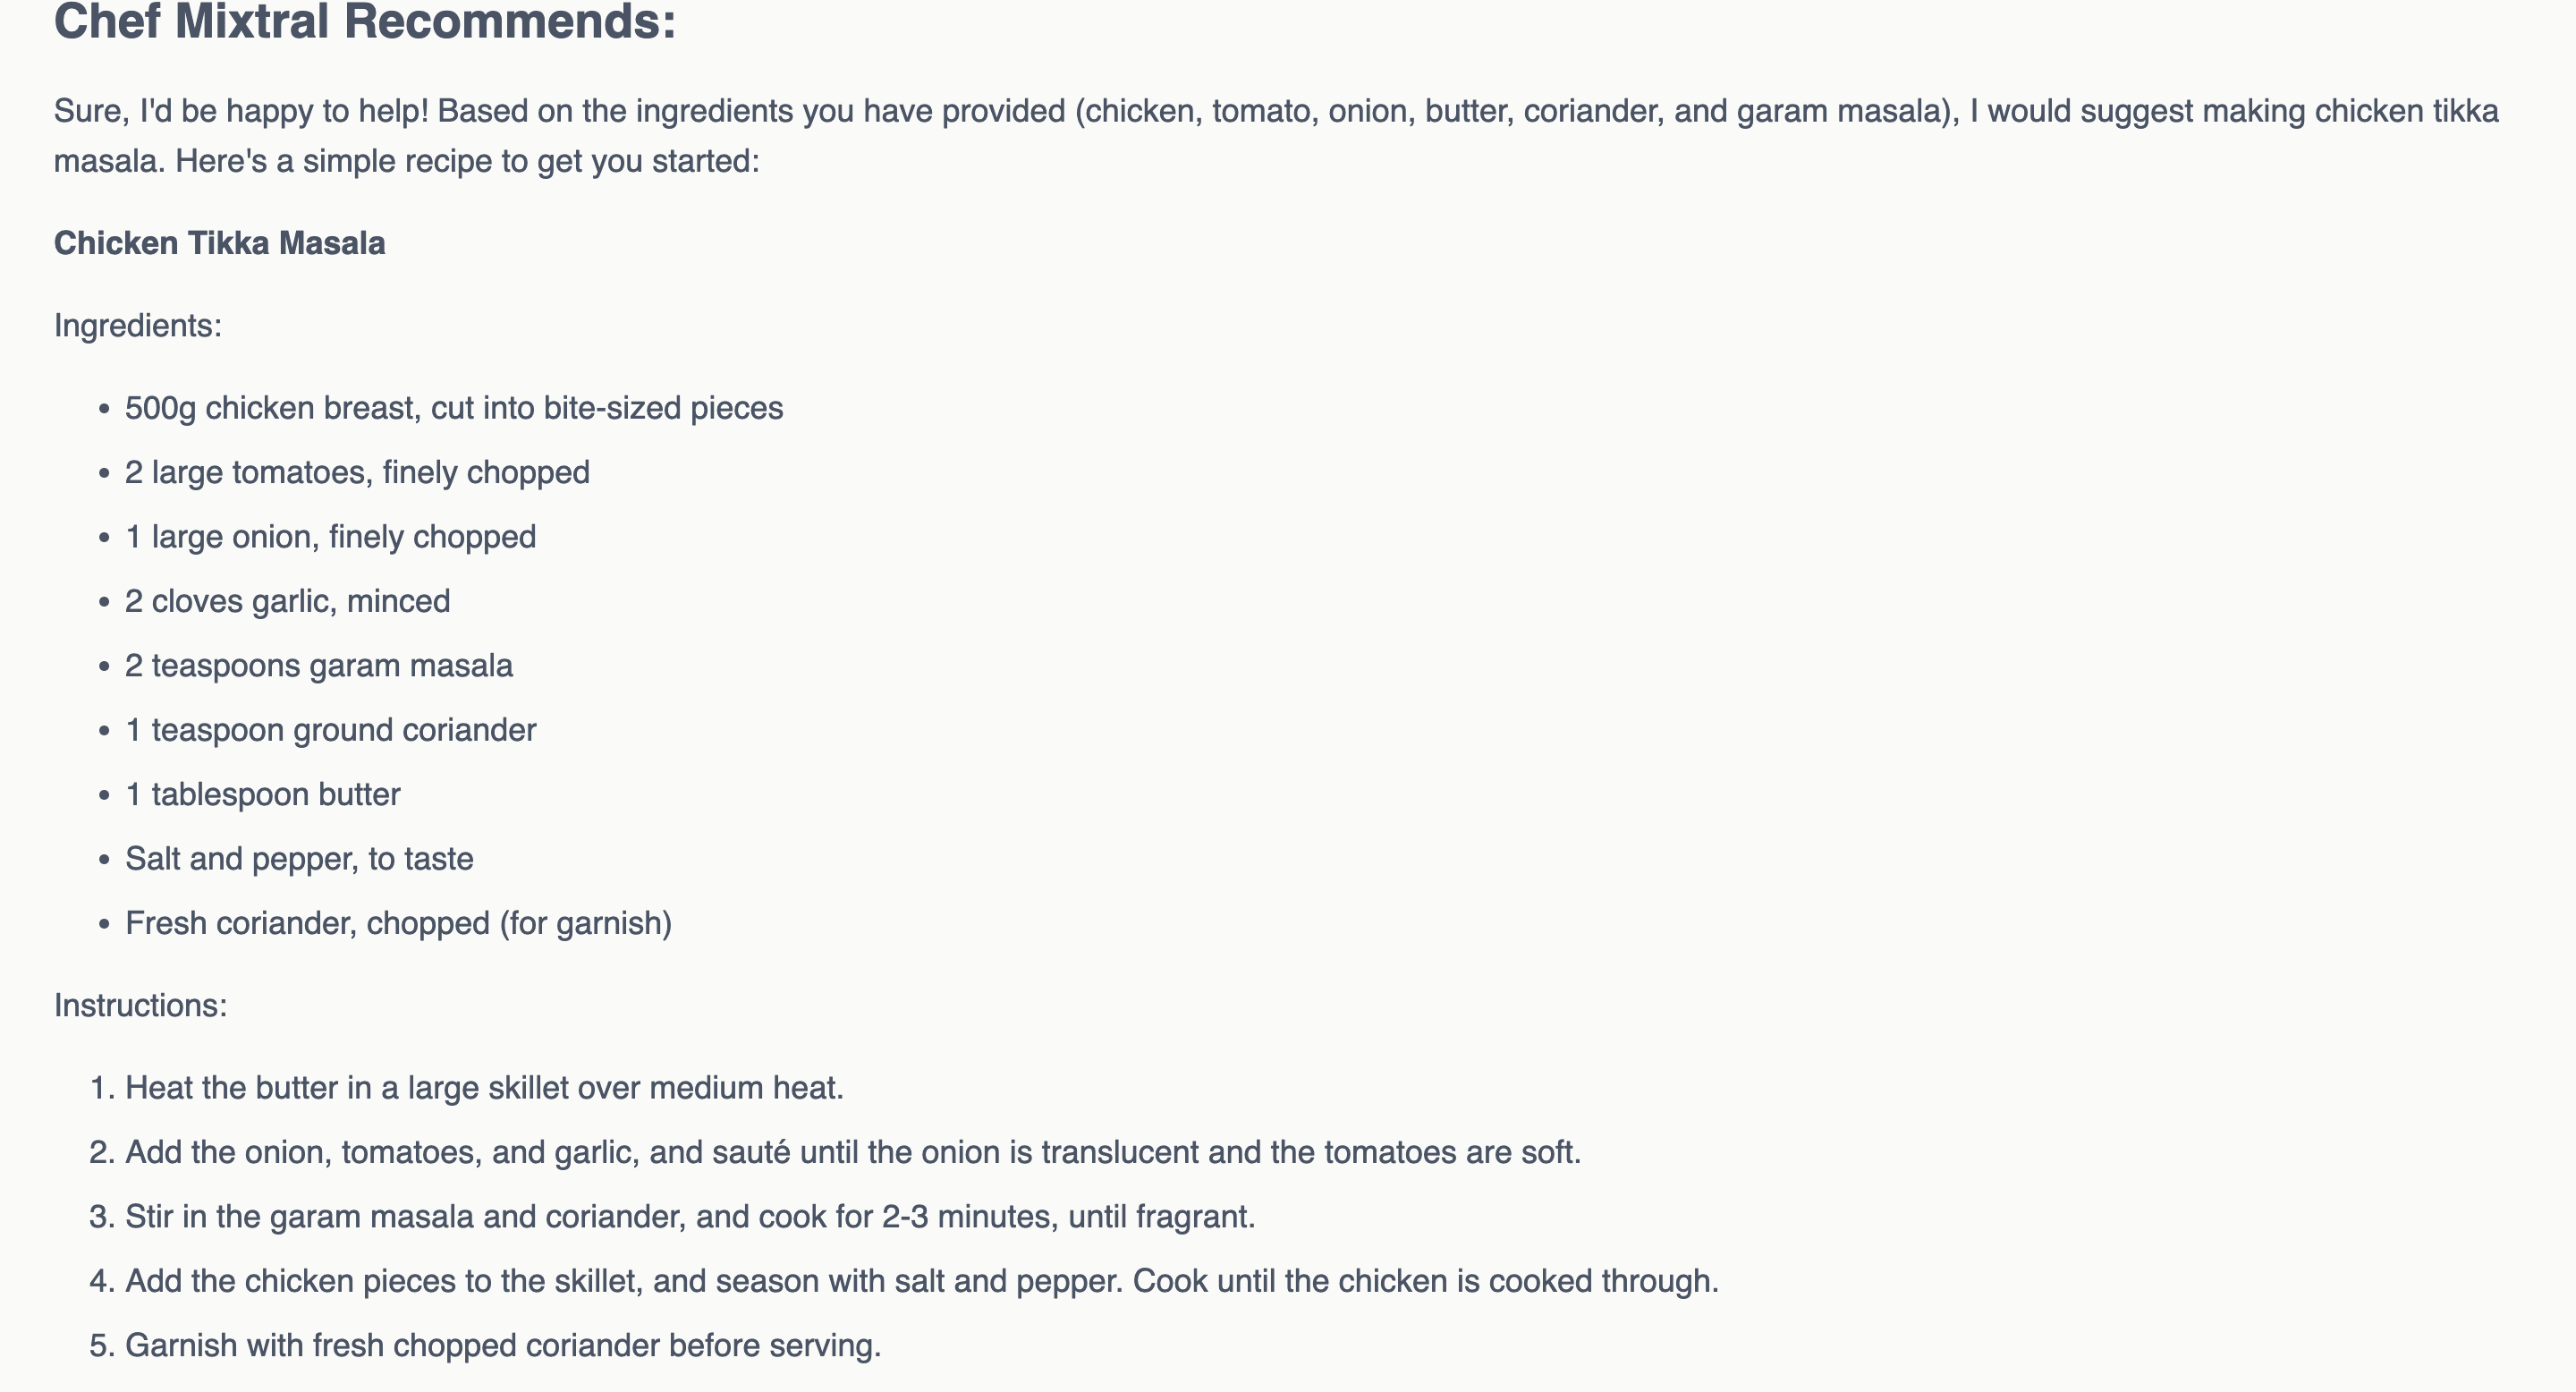 Chef Mixtral Recommends:
Sure, I'd be happy to help! Based on the ingredients you have provided (chicken, tomato, onion, butter, coriander, and garam masala), I would suggest making chicken tikka
masala. Here's a simple recipe to get you started:
Chicken Tikka Masala
Ingredients:
• 500g chicken breast, cut into bite-sized pieces
• 2 large tomatoes, finely chopped
• 1 large onion, finely chopped
• 2 cloves garlic, minced
• 2 teaspoons garam masala
• 1 teaspoon ground coriander
• 1 tablespoon butter
• Salt and pepper, to taste
• Fresh coriander, chopped (for garnish)
Instructions:
1. Heat the butter in a large skillet over medium heat.
2. Add the onion, tomatoes, and garlic, and sauté until the onion is translucent and the tomatoes are soft.
3. Stir in the garam masala and coriander, and cook for 2-3 minutes, until fragrant.
4. Add the chicken pieces to the skillet, and season with salt and pepper. Cook until the chicken is cooked through.
5. Garnish with fresh chopped coriander before serving.